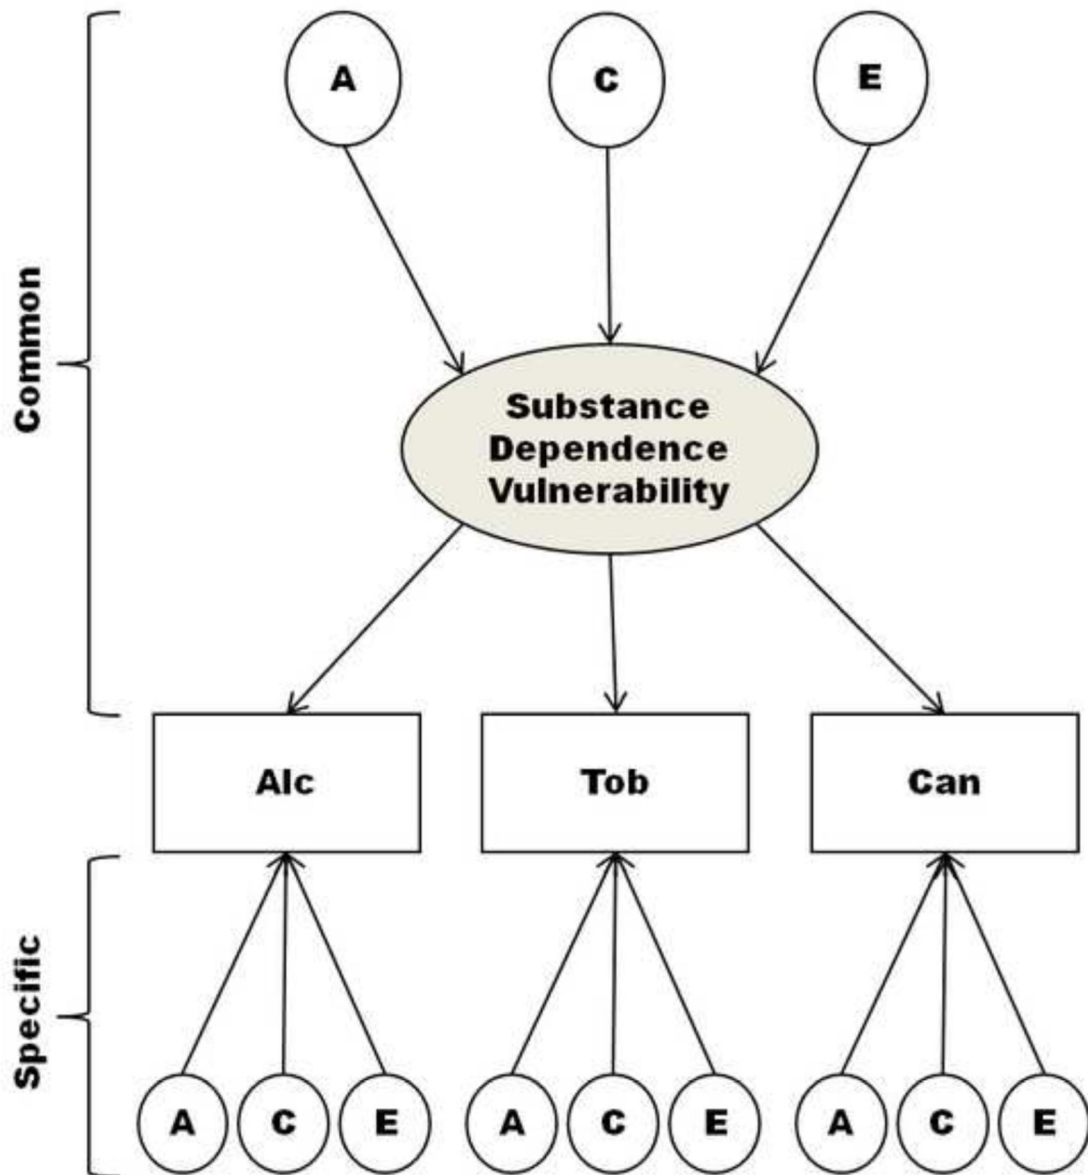 A C E
Common
Substance
Dependence
Vulnerability
Alc Tob Can
Specific
A C E A C E A C E